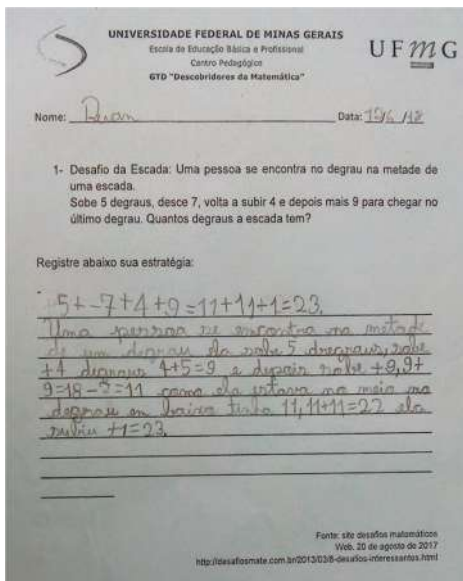 UNIVERSIDADE FEDERAL DE MINAS GERAIS
Escola de Educação Básica e Profissional
Centro Pedagógico
GTD "Descobridores da Matemática"
UFmG
Nome:
Data:
1- Desafio da Escada: Uma pessoa se encontra no degrau na metade de
uma escada.
Sobe 5 degraus, desce 7, volta a subir 4 e depois mais 9 para chegar no
último degrau. Quantos degraus a escada tem?
Registre abaixo sua estratégia:
5+-7+4+9=11+11+1=23.
Uma pessoa se encontra na metade
de um degrau ela sobe 5 dregraus, sobe
+4 degraus 4+5=9 e depois sobe +9, 9+
9=18-7=11 como ela estava no meio no
degrau em baixo tinha 11, 11+11=22 ela
subiu +1=23.
Fonte: site desafios matemáticos
Web. 20 de agosto de 2017
http://desafiosmate.com.br/2013/03/8-desafios-interessantes.html